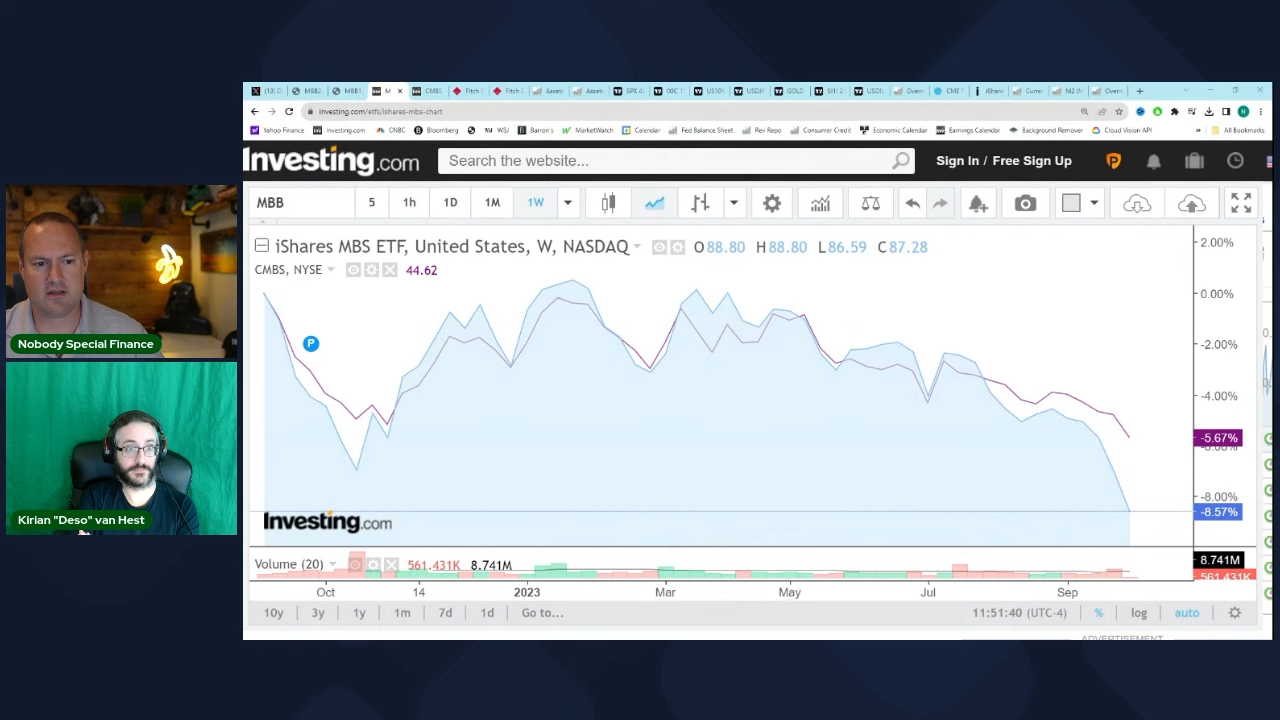 Nobody Special Finance
Kirian "Deso" van Hest
investing.com/etfs/ishares-mbs-chart
Yahoo Finance Investing.com CNBC Bloomberg WSJ Barron's MarketWatch Calendar Fed Balance Sheet Rev Repo Consumer Credit Economic Calendar Earnings Calendar Background Remover Cloud Vision API » All Bookmarks
Investing.com Search the website... Sign In / Free Sign Up
MBB 5 1h 1D 1M 1W
iShares MBS ETF, United States, W, NASDAQ O88.80 H88.80 L86.59 C87.28
CMBS, NYSE 44.62
P
2.00%
0.00%
-2.00%
-4.00%
-5.67%
-6.00%
-8.00%
-8.57%
Investing.com
Volume (20) 561.431K 8.741M
8.741M
561.431K
Oct 14 2023 Mar May Jul Sep
10y 3y 1y 1m 7d 1d Go to... 11:51:40 (UTC-4) % log auto
ADVERTISEMENT